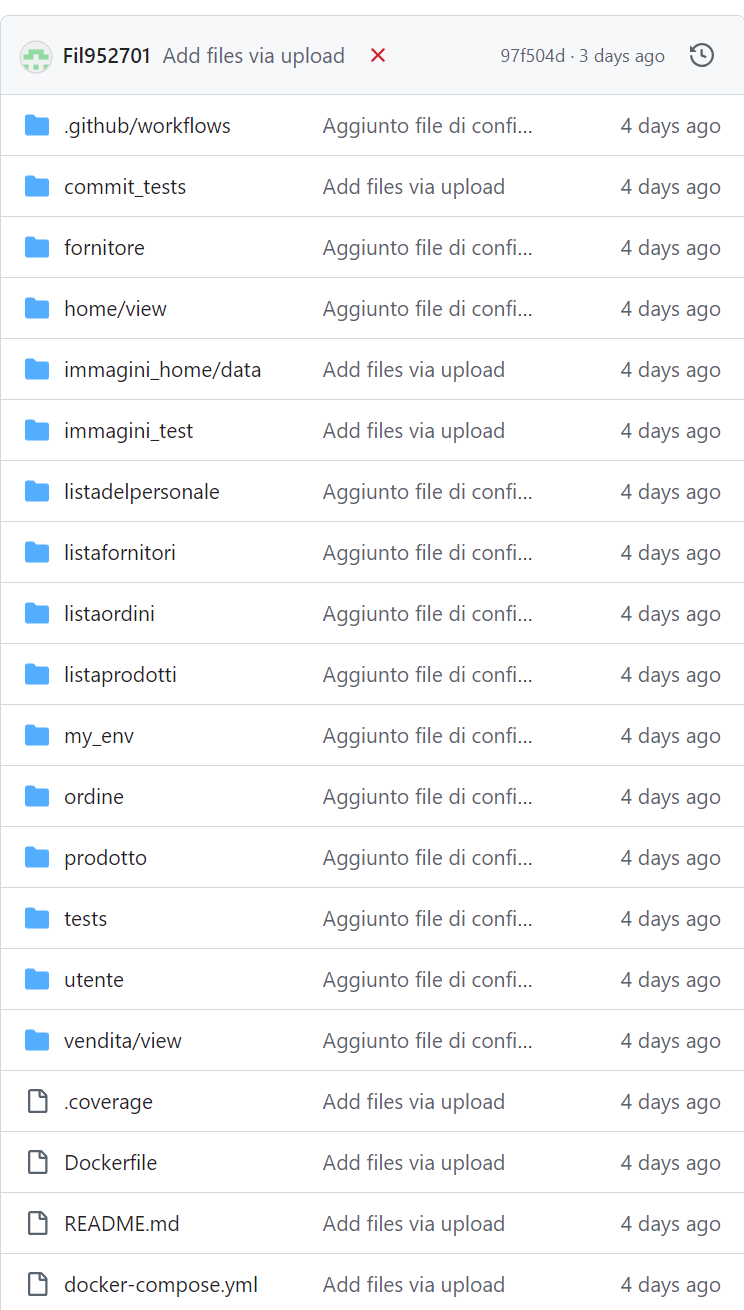 Fil952701 Add files via upload 97f504d · 3 days ago
.github/workflows Aggiunto file di confi... 4 days ago
commit_tests Add files via upload 4 days ago
fornitore Aggiunto file di confi... 4 days ago
home/view Aggiunto file di confi... 4 days ago
immagini_home/data Add files via upload 4 days ago
immagini_test Add files via upload 4 days ago
listadelpersonale Aggiunto file di confi... 4 days ago
listafornitori Aggiunto file di confi... 4 days ago
listaordini Aggiunto file di confi... 4 days ago
listaprodotti Aggiunto file di confi... 4 days ago
my_env Aggiunto file di confi... 4 days ago
ordine Aggiunto file di confi... 4 days ago
prodotto Aggiunto file di confi... 4 days ago
tests Aggiunto file di confi... 4 days ago
utente Aggiunto file di confi... 4 days ago
vendita/view Aggiunto file di confi... 4 days ago
.coverage Add files via upload 4 days ago
Dockerfile Add files via upload 4 days ago
README.md Add files via upload 4 days ago
docker-compose.yml Add files via upload 4 days ago